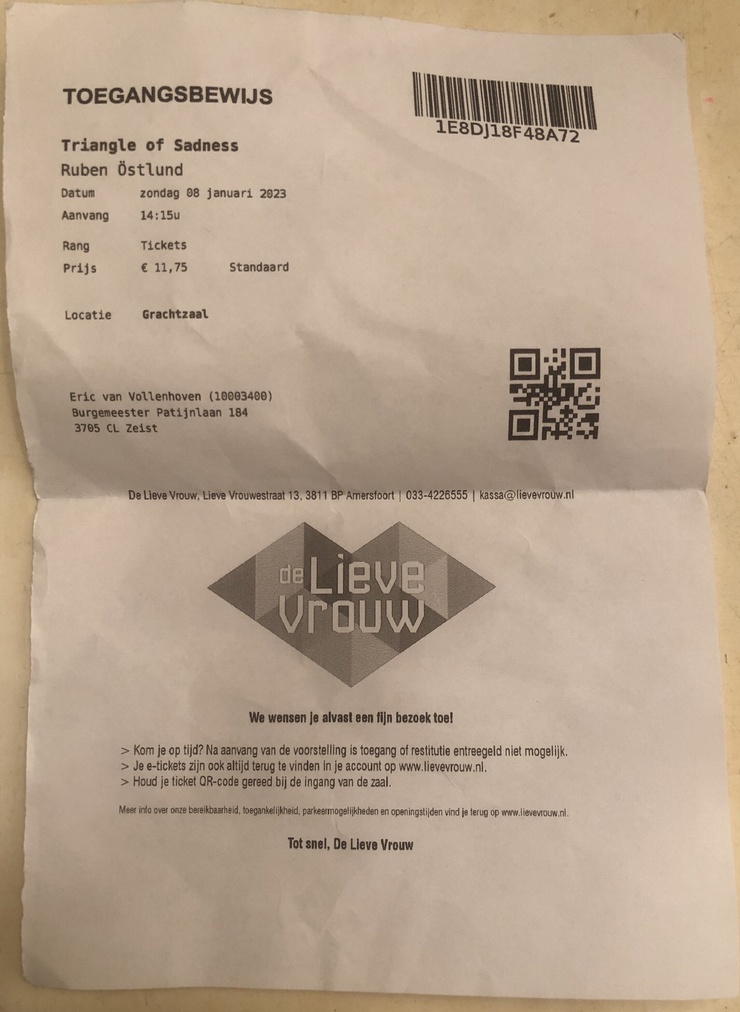 TOEGANGSBEWIJS
1E8DJ18F48A72
Triangle of Sadness
Ruben Östlund
Datum zondag 08 januari 2023
Aanvang 14:15u
Rang Tickets
Prijs € 11,75 Standaard
Locatie Grachtzaal
Eric van Vollenhoven (10003400)
Burgemeester Patijnlaan 184
3705 CL Zeist
De Lieve Vrouw, Lieve Vrouwestraat 13, 3811 BP Amersfoort | 033-4226555 | kassa@lievevrouw.nl
de Lieve
Vrouw
We wensen je alvast een fijn bezoek toe!
> Kom je op tijd? Na aanvang van de voorstelling is toegang of restitutie entreegeld niet mogelijk.
> Je e-tickets zijn ook altijd terug te vinden in je account op www.lievevrouw.nl.
> Houd je ticket QR-code gereed bij de ingang van de zaal.
Meer info over onze bereikbaarheid, toegankelijkheid, parkeermogelijkheden en openingstijden vind je terug op www.lievevrouw.nl.
Tot snel, De Lieve Vrouw